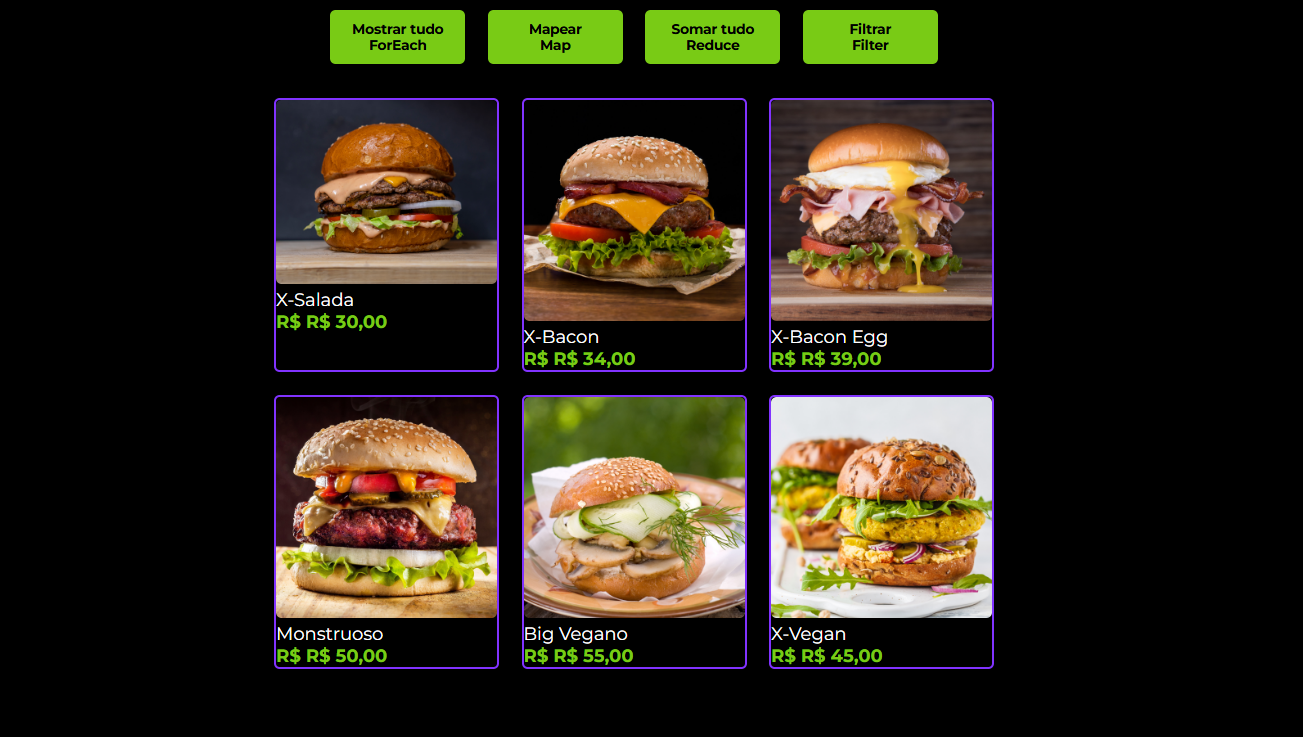 Mostrar tudo
ForEach
Mapear
Map
Somar tudo
Reduce
Filtrar
Filter
X-Salada
R$ R$ 30,00
X-Bacon
R$ R$ 34,00
X-Bacon Egg
R$ R$ 39,00
Monstruoso
R$ R$ 50,00
Big Vegano
R$ R$ 55,00
X-Vegan
R$ R$ 45,00